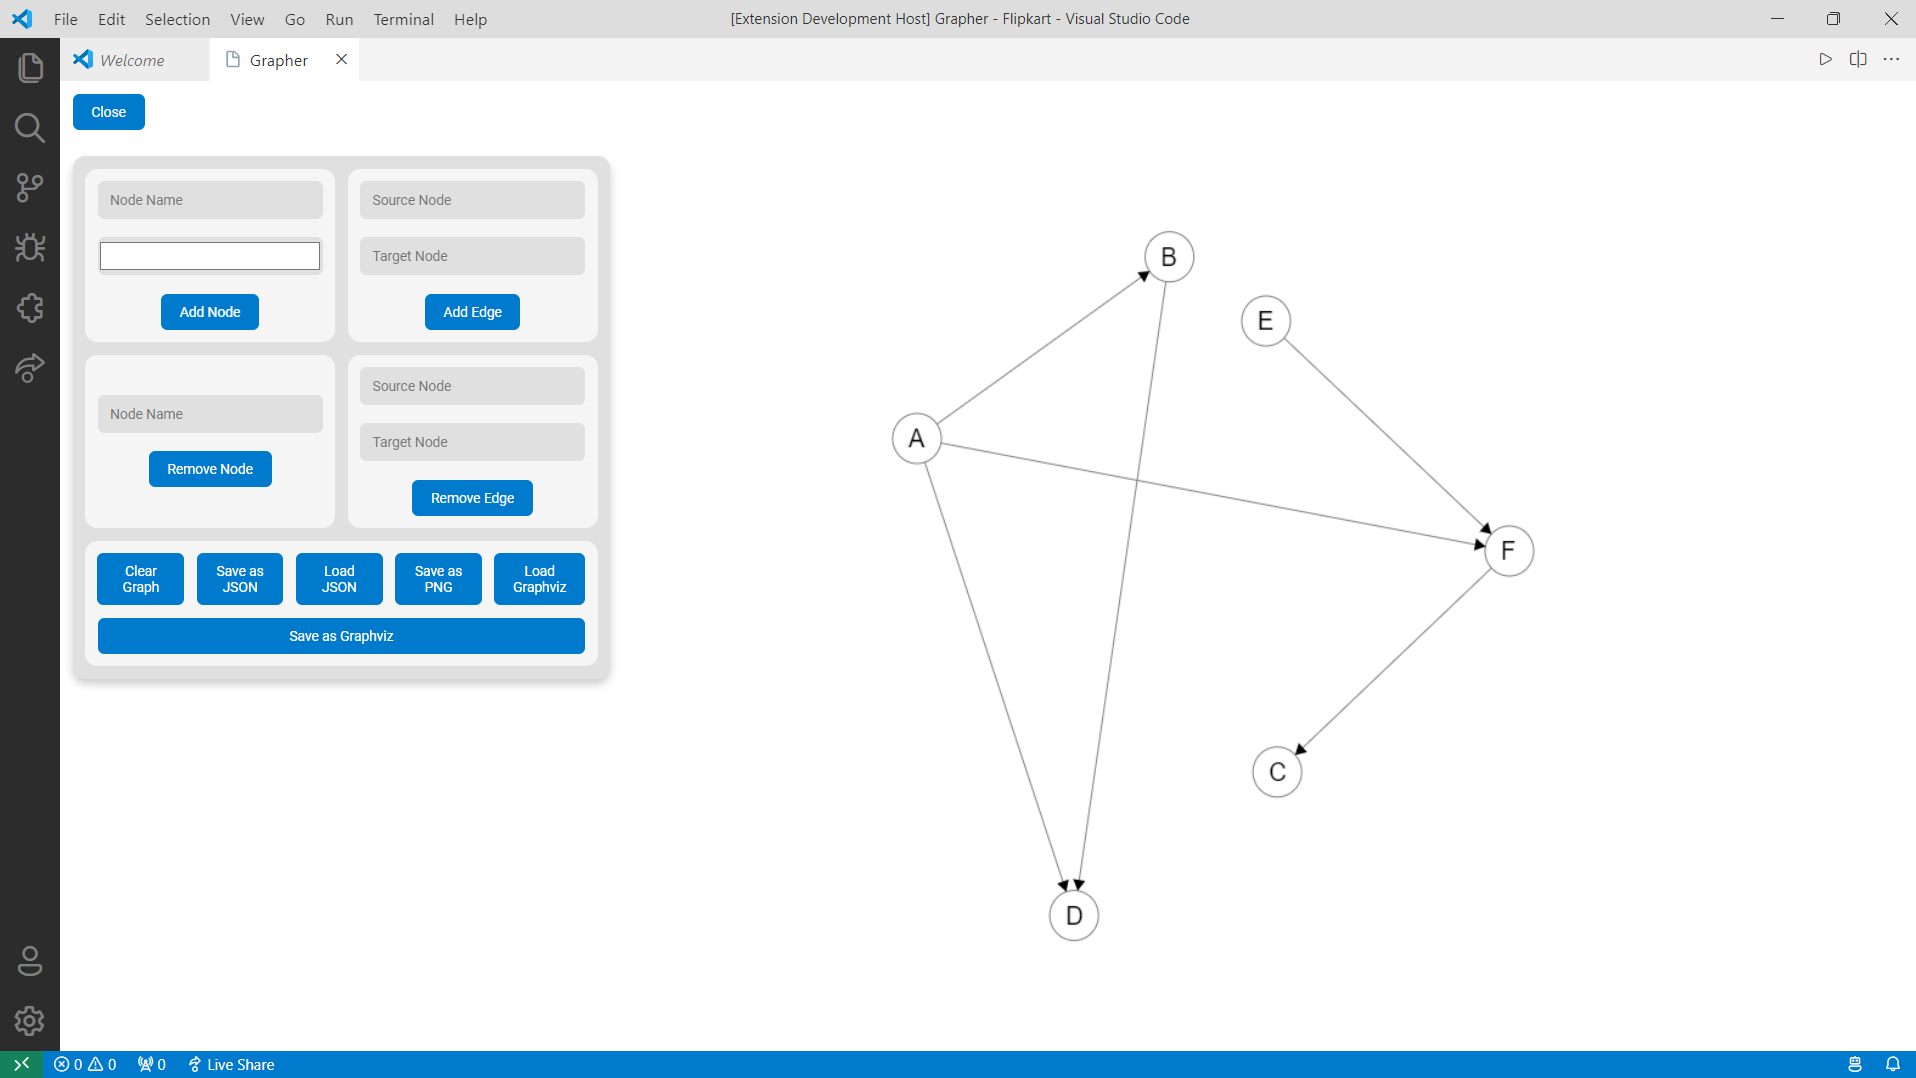 File Edit Selection View Go Run Terminal Help
[Extension Development Host] Grapher - Flipkart - Visual Studio Code
Welcome
Grapher
Close
Node Name
Add Node
Source Node
Target Node
Add Edge
Node Name
Remove Node
Source Node
Target Node
Remove Edge
Clear
Graph
Save as
JSON
Load
JSON
Save as
PNG
Load
Graphviz
Save as Graphviz
B
E
A
F
C
D
0 0 0 Live Share